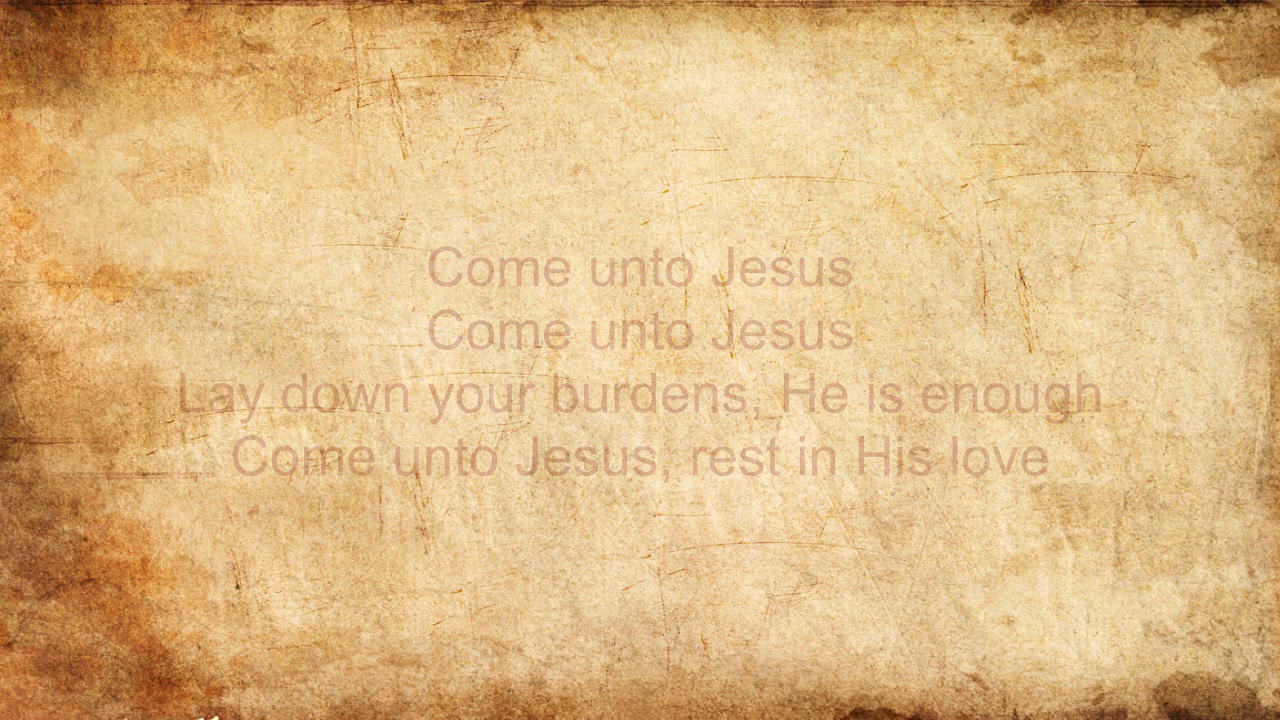 Come unto Jesus
Come unto Jesus
Lay down your burdens, He is enough
Come unto Jesus, rest in His love